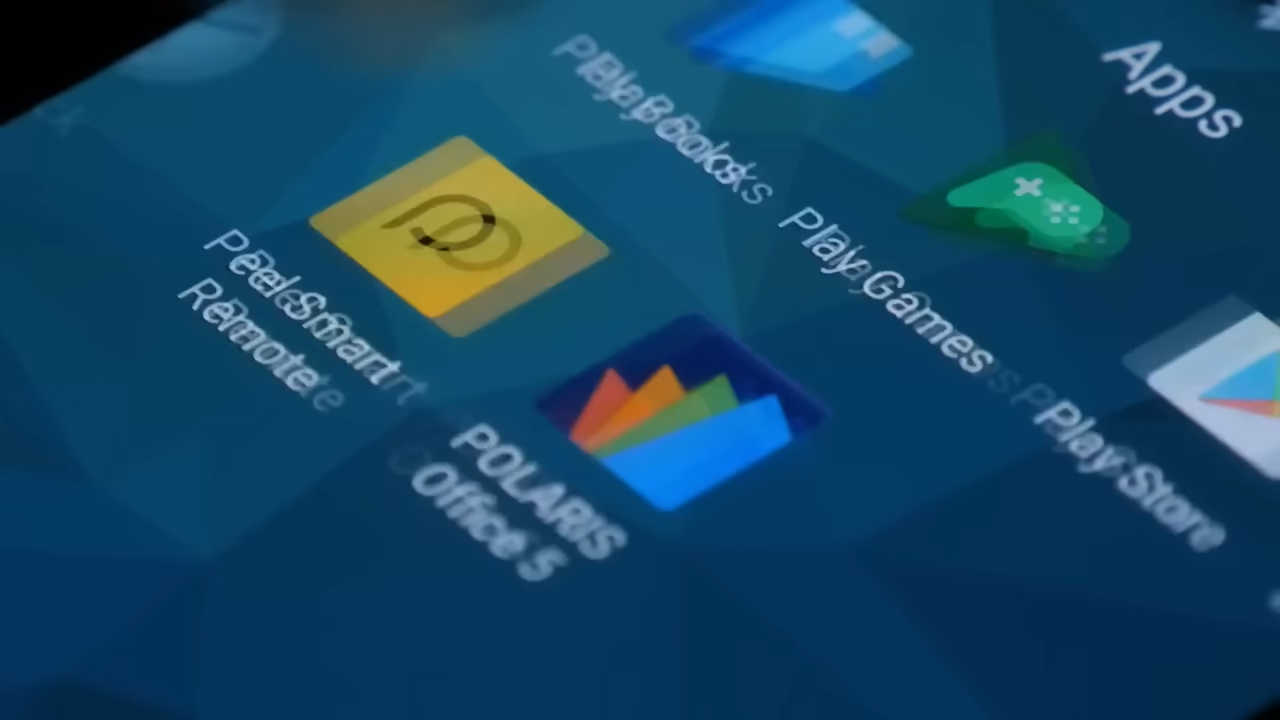 Apps
Play Books
Play Games
Play Store
Peel Smart
Remote
POLARIS
Office 5